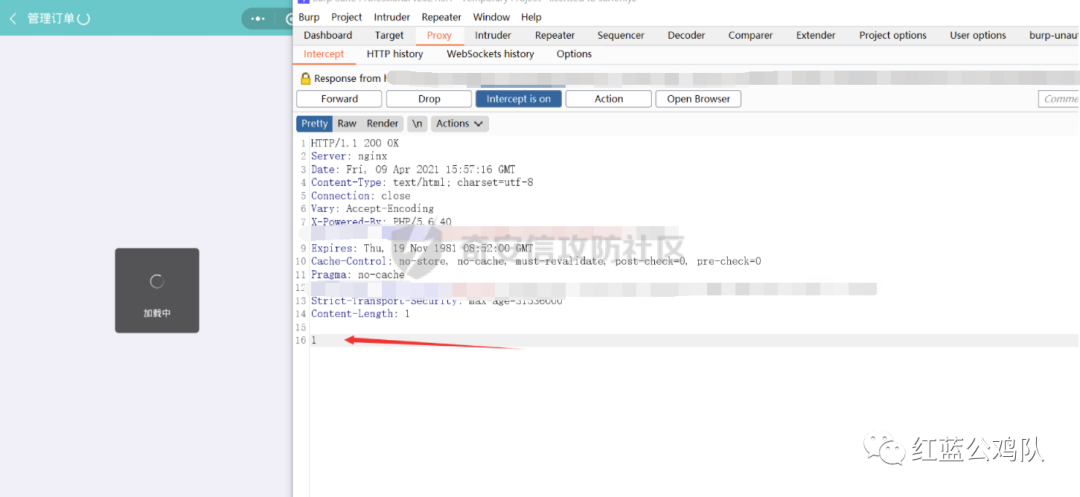 管理订单
加载中
Burp Project Intruder Repeater Window Help
Dashboard Target Proxy Intruder Repeater Sequencer Decoder Comparer Extender Project options User options burp-unaut
Intercept HTTP history WebSockets history Options
Response from h
Forward Drop Intercept is on Action Open Browser Comme
Pretty Raw Render \n Actions
1 HTTP/1.1 200 OK
2 Server: nginx
3 Date: Fri, 09 Apr 2021 15:57:16 GMT
4 Content-Type: text/html; charset=utf-8
5 Connection: close
6 Vary: Accept-Encoding
7 X-Powered-By: PHP/5.6.40
9 Expires: Thu, 19 Nov 1981 08:52:00 GMT
10 Cache-Control: no-store, no-cache, must-revalidate, post-check=0, pre-check=0
11 Pragma: no-cache
12
13 Strict-Transport-Security: max-age=31536000
14 Content-Length: 1
15
16 1
奇安信攻防社区
红蓝公鸡队